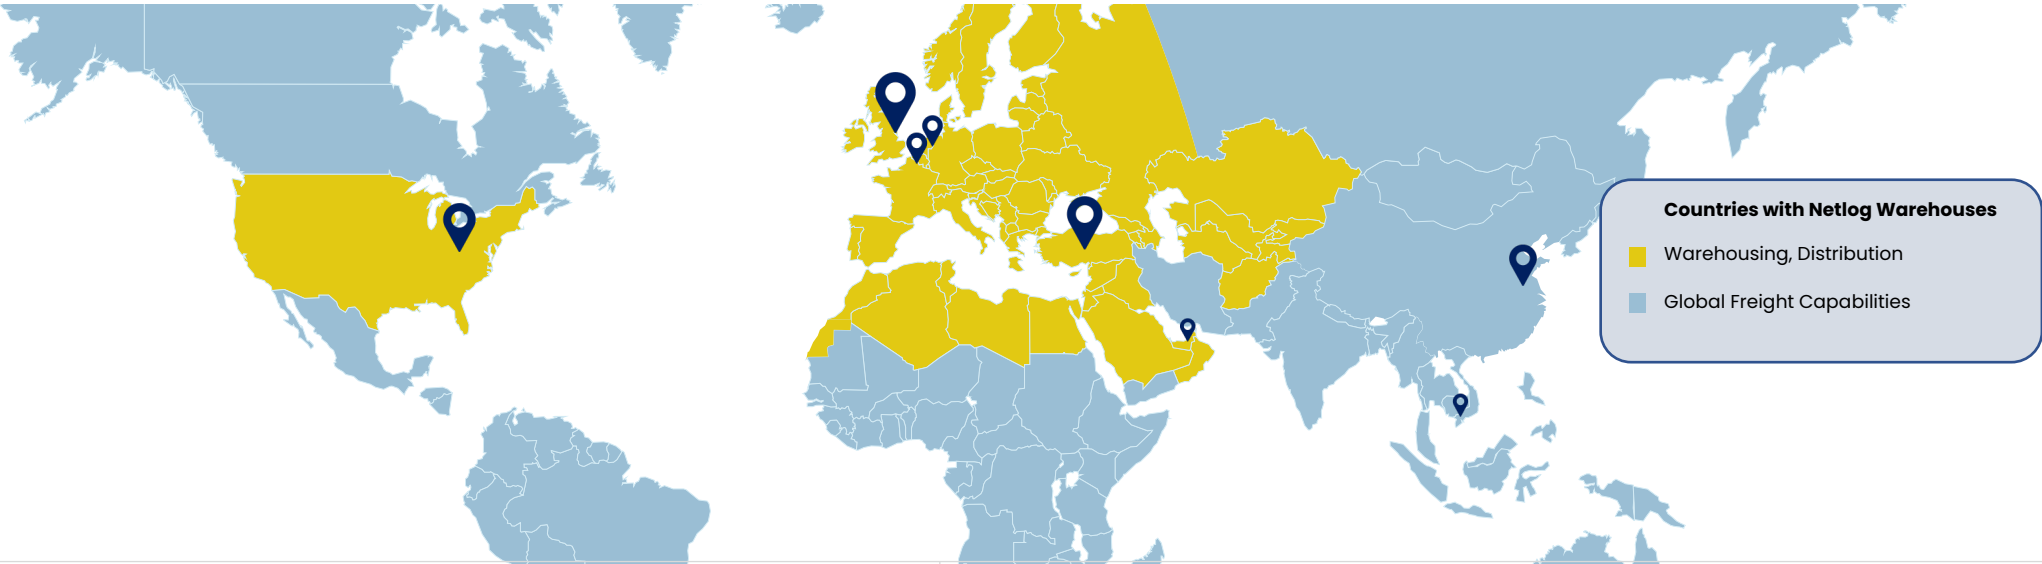 Countries with Netlog Warehouses
Warehousing, Distribution
Global Freight Capabilities